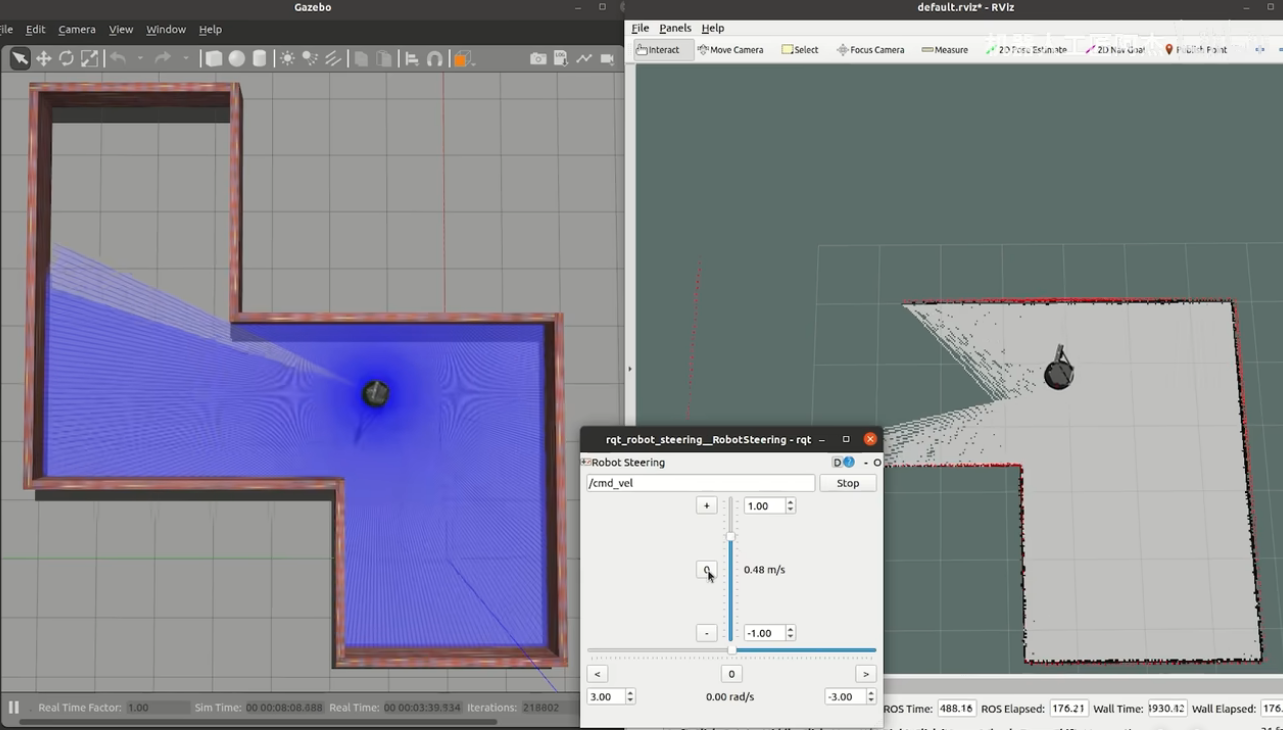 Gazebo
File Edit Camera View Window Help
Real Time Factor: 1.00 Sim Time: 00 00:08:08.088 Real Time: 00 00:03:39.934 Iterations: 218802
default.rviz* - RViz
File Panels Help
Interact Move Camera Select Focus Camera Measure 2D Pose Estimate 2D Nav Goal Publish Point
rqt_robot_steering__RobotSteering - rqt
Robot Steering D - O
/cmd_vel Stop
+ 1.00
0 0.48 m/s
- -1.00
< 0 >
3.00 0.00 rad/s -3.00
ROS Time: 488.16 ROS Elapsed: 176.21 Wall Time: Wall Elapsed: 176.